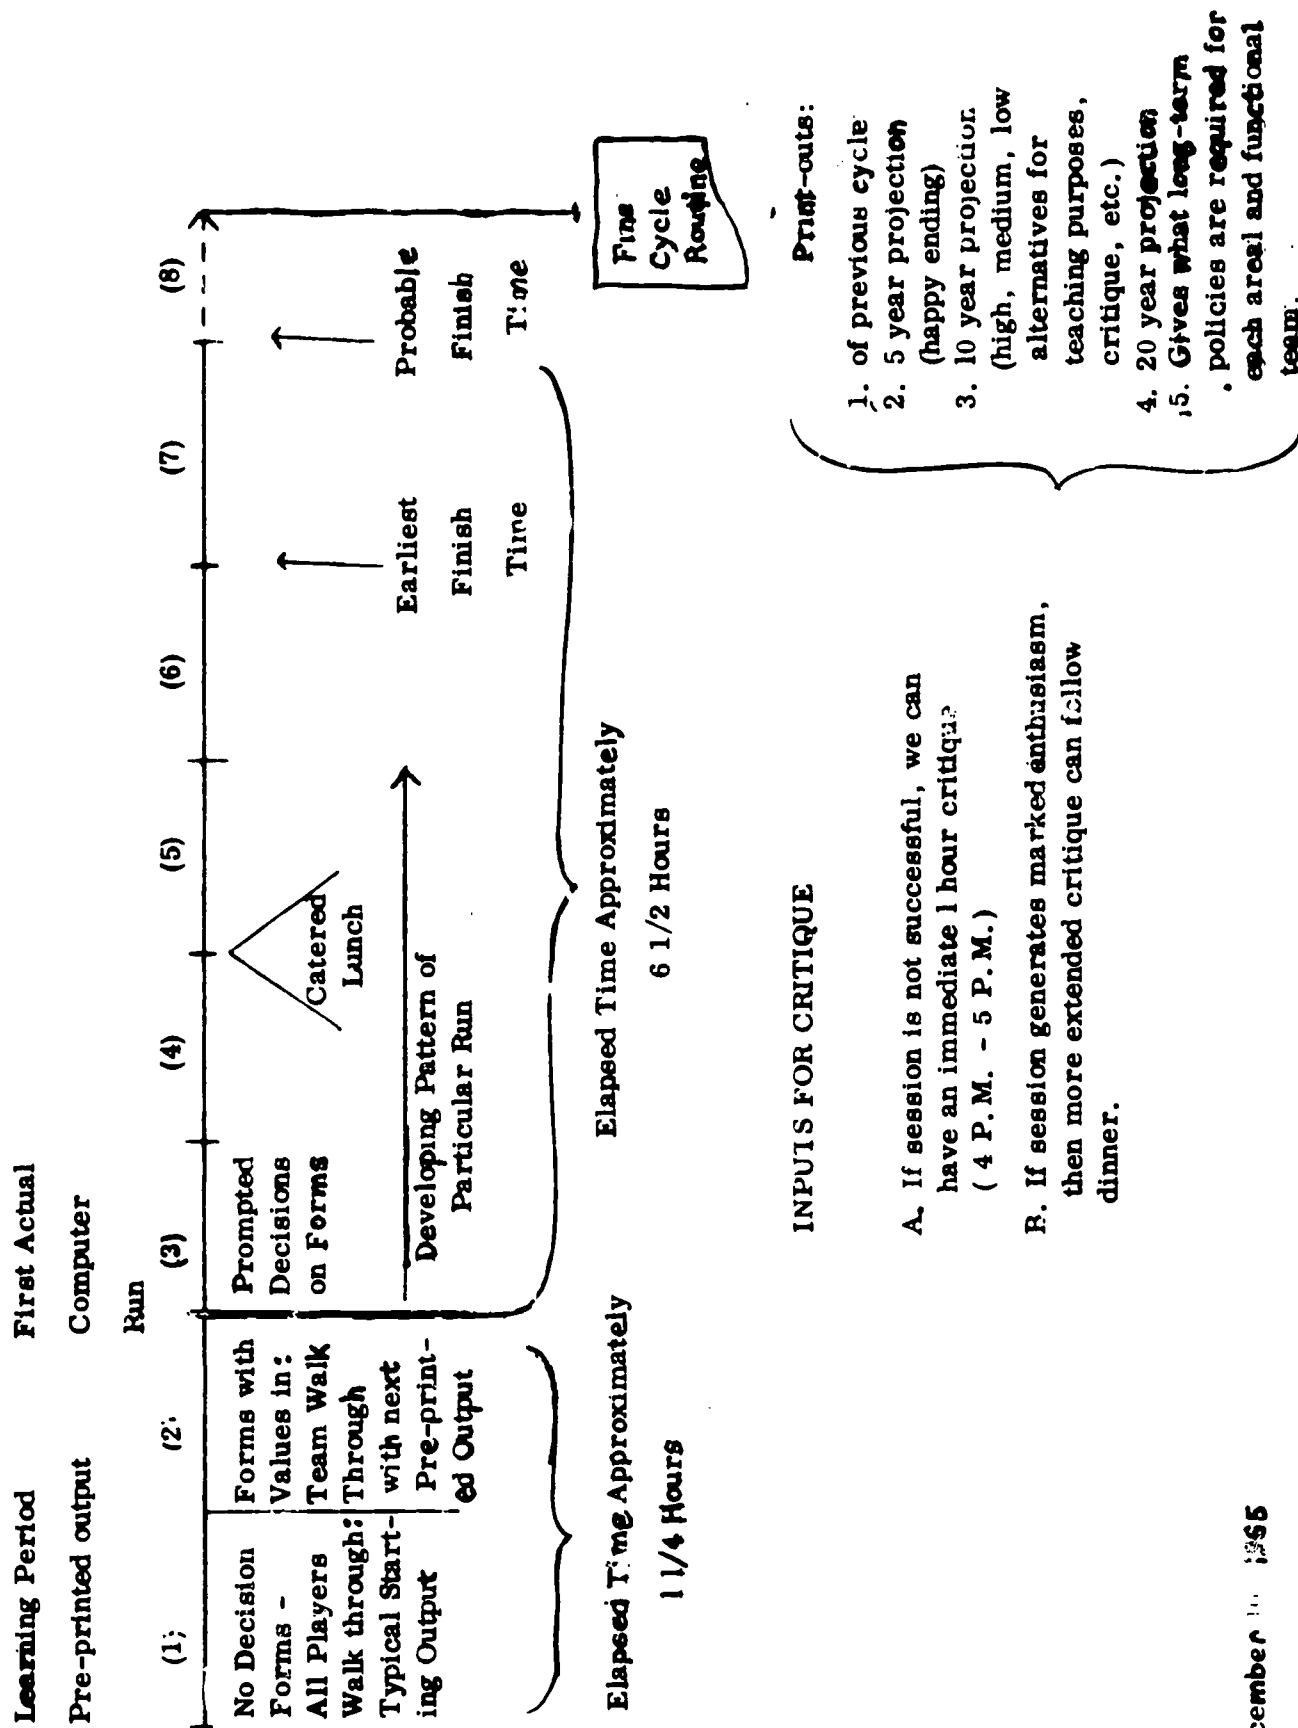 Learning Period
Pre-printed output
First Actual
Computer
Run
(1)
(2)
(3)
(4)
(5)
(6)
(7)
(8)
No Decision
Forms -
All Players
Walk through:
Typical Start-
ing Output
Forms with
Values in:
Team Walk
Through
with next
Pre-print-
ed Output
Prompted
Decisions
on Forms
Catered
Lunch
Developing Pattern of
Particular Run
Earliest
Finish
Time
Probable
Finish
Time
Fine
Cycle
Routine
Elapsed Time Approximately
1 1/4 Hours
Elapsed Time Approximately
6 1/2 Hours
INPUTS FOR CRITIQUE
A. If session is not successful, we can
have an immediate 1 hour critique
( 4 P.M. - 5 P.M.)
B. If session generates marked enthusiasm,
then more extended critique can follow
dinner.
Print-outs:
1. of previous cycle
2. 5 year projection
(happy ending)
3. 10 year projection
(high, medium, low
alternatives for
teaching purposes,
critique, etc.)
4. 20 year projection
5. Gives what long-term
policies are required for
each areal and functional
team.
cember 1965